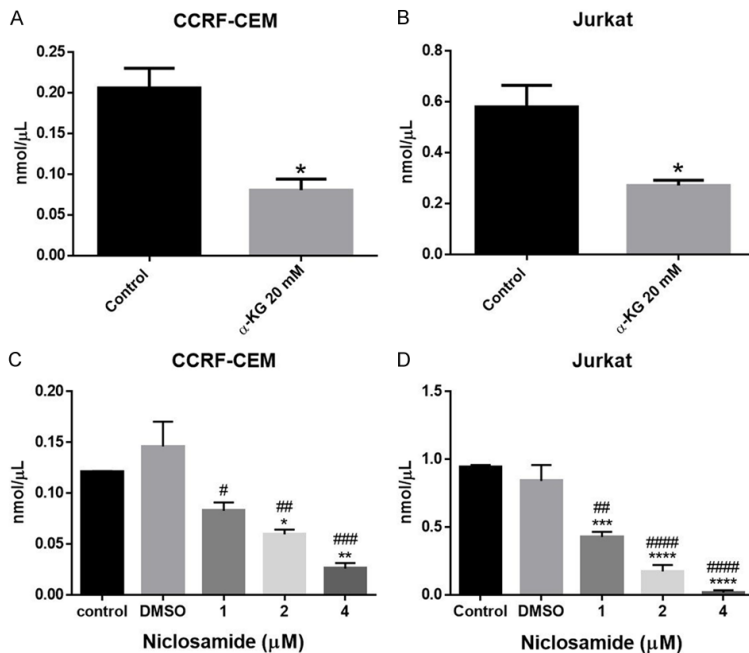 A
CCRF-CEM
nmol/µL
0.25
0.20
0.15
0.10
0.05
0.00
*
Control
α-KG 20 mM
B
Jurkat
nmol/µL
0.8
0.6
0.4
0.2
0.0
*
Control
α-KG 20 mM
C
CCRF-CEM
nmol/µL
0.20
0.15
0.10
0.05
0.00
#
##
*
###
**
control DMSO 1 2 4
Niclosamide (µM)
D
Jurkat
nmol/µL
1.5
1.0
0.5
0.0
##
***
####
****
####
****
Control DMSO 1 2 4
Niclosamide (µM)